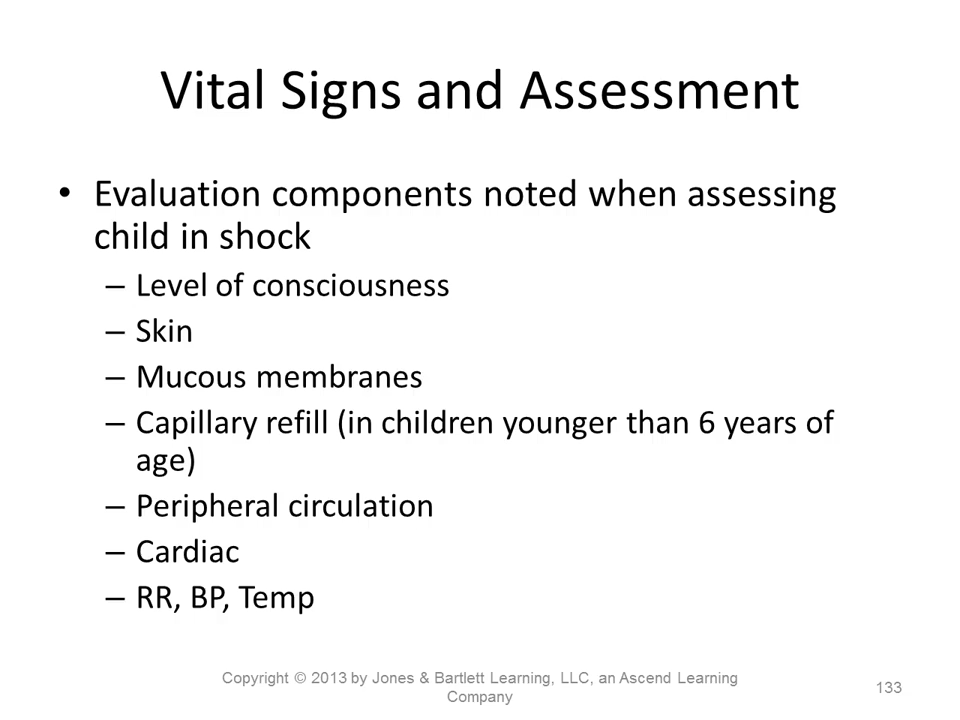 Vital Signs and Assessment
• Evaluation components noted when assessing
child in shock
– Level of consciousness
– Skin
– Mucous membranes
– Capillary refill (in children younger than 6 years of
age)
– Peripheral circulation
– Cardiac
– RR, BP, Temp
Copyright © 2013 by Jones & Bartlett Learning, LLC, an Ascend Learning
Company
133